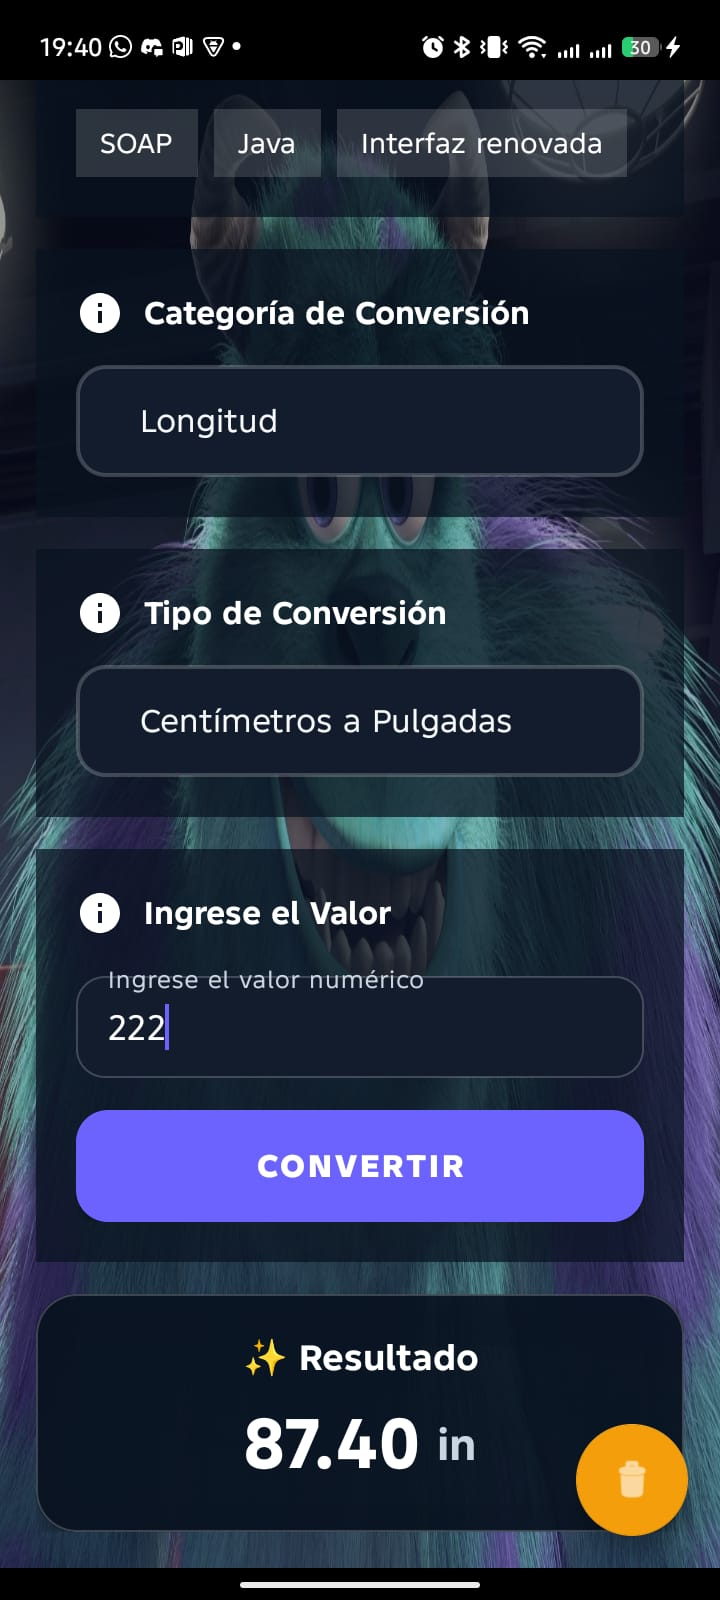 19:40 30
SOAP Java Interfaz renovada
Categoría de Conversión
Longitud
Tipo de Conversión
Centímetros a Pulgadas
Ingrese el Valor
Ingrese el valor numérico
222
CONVERTIR
✨ Resultado
87.40 in